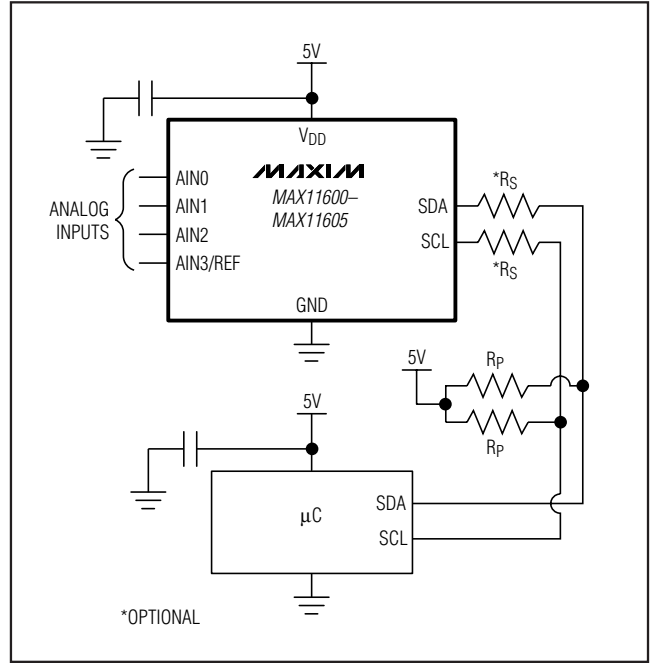 5V
VDD
MAXIM
MAX11600–
MAX11605
ANALOG
INPUTS
AIN0
AIN1
AIN2
AIN3/REF
SDA
SCL
*RS
*RS
GND
5V
RP
RP
5V
µC
SDA
SCL
*OPTIONAL